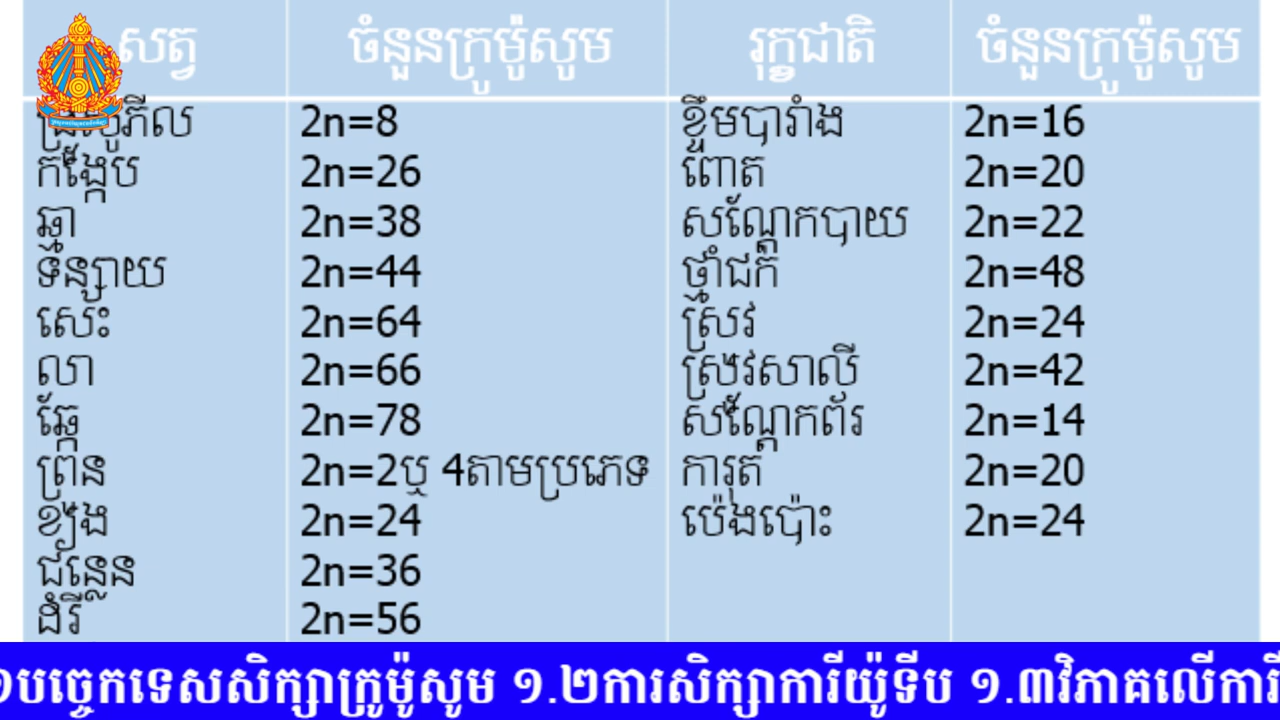 សត្វ ចំនួនក្រូម៉ូសូម រុក្ខជាតិ ចំនួនក្រូម៉ូសូម
2n=8 ខ្ទឹមបារាំង 2n=16
កង្កែប 2n=26 ពោត 2n=20
ឆ្មា 2n=38 សណ្តែកបាយ 2n=22
ទន្សាយ 2n=44 ថ្នាំជក់ 2n=48
សេះ 2n=64 ស្រូវ 2n=24
លា 2n=66 ស្រូវសាលី 2n=42
ឆ្កែ 2n=78 សណ្តែកព័រ 2n=14
ព្រូន 2n=2ឬ 4តាមប្រភេទ ការ៉ុត 2n=20
ខ្យង 2n=24 ប៉េងប៉ោះ 2n=24
ជន្លេន 2n=36
ដំរី 2n=56
១បច្ចេកទេសសិក្សាក្រូម៉ូសូម ១.២ការសិក្សាការីយ៉ូទីប ១.៣វិភាគលើការី